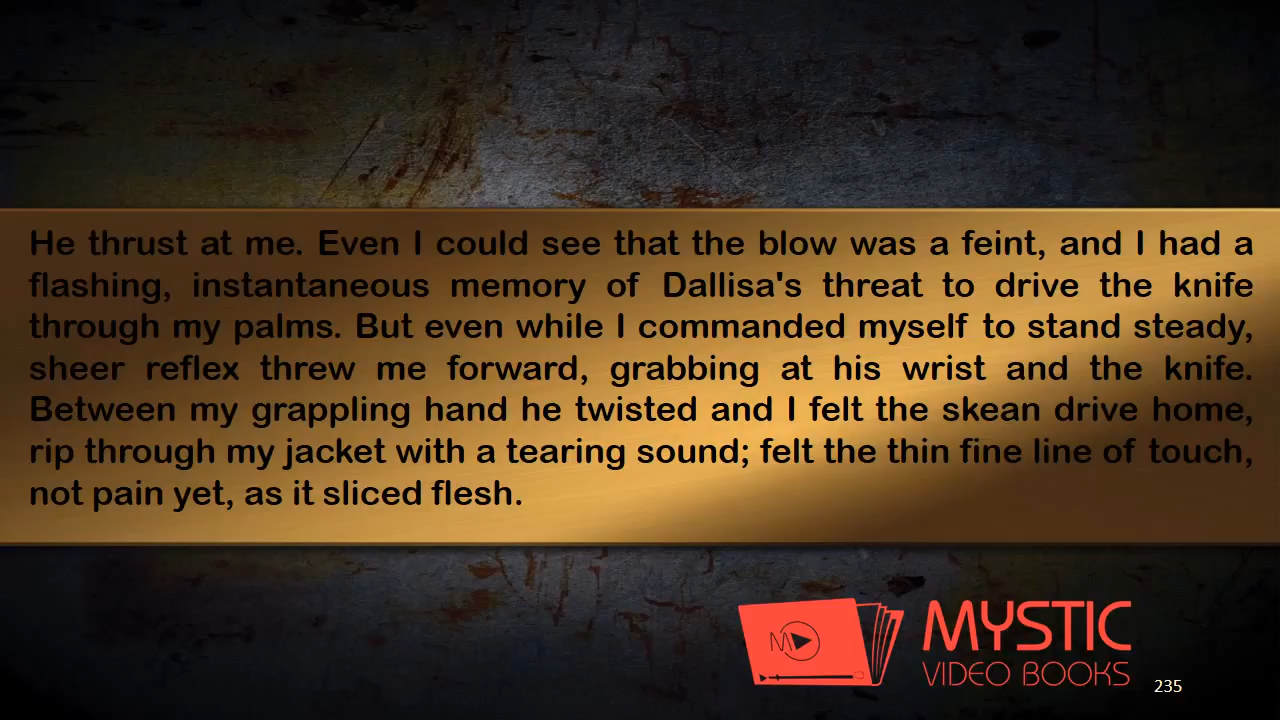 He thrust at me. Even I could see that the blow was a feint, and I had a
flashing, instantaneous memory of Dallisa's threat to drive the knife
through my palms. But even while I commanded myself to stand steady,
sheer reflex threw me forward, grabbing at his wrist and the knife.
Between my grappling hand he twisted and I felt the skean drive home,
rip through my jacket with a tearing sound; felt the thin fine line of touch,
not pain yet, as it sliced flesh.
M
MYSTIC
VIDEO BOOKS
235